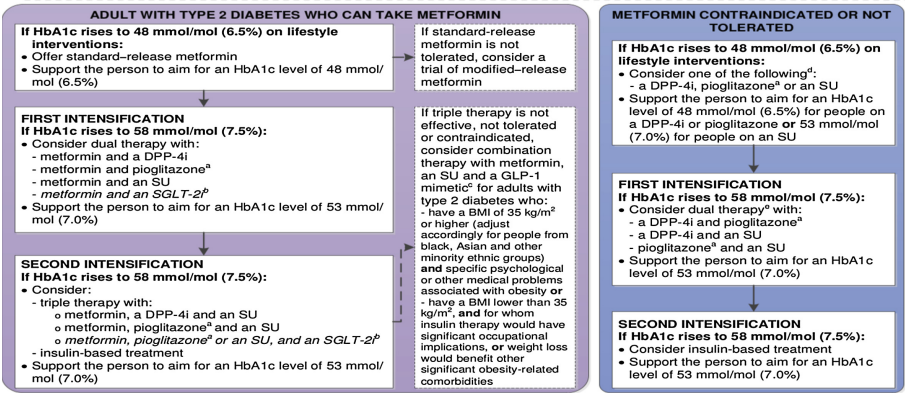 ADULT WITH TYPE 2 DIABETES WHO CAN TAKE METFORMIN
If HbA1c rises to 48 mmol/mol (6.5%) on lifestyle
interventions:
• Offer standard–release metformin
• Support the person to aim for an HbA1c level of 48 mmol/
mol (6.5%)
If standard-release
metformin is not
tolerated, consider a
trial of modified–release
metformin
FIRST INTENSIFICATION
If HbA1c rises to 58 mmol/mol (7.5%):
• Consider dual therapy with:
- metformin and a DPP-4i
- metformin and pioglitazoneᵃ
- metformin and an SU
- metformin and an SGLT-2iᵇ
• Support the person to aim for an HbA1c level of 53 mmol/
mol (7.0%)
SECOND INTENSIFICATION
If HbA1c rises to 58 mmol/mol (7.5%):
• Consider:
- triple therapy with:
o metformin, a DPP-4i and an SU
o metformin, pioglitazoneᵃ and an SU
o metformin, pioglitazoneᵃ or an SU, and an SGLT-2iᵇ
- insulin-based treatment
• Support the person to aim for an HbA1c level of 53 mmol/
mol (7.0%)
If triple therapy is not
effective, not tolerated
or contraindicated,
consider combination
therapy with metformin,
an SU and a GLP-1
mimeticᶜ for adults with
type 2 diabetes who:
- have a BMI of 35 kg/m²
or higher (adjust
accordingly for people from
black, Asian and other
minority ethnic groups)
and specific psychological
or other medical problems
associated with obesity or
- have a BMI lower than 35
kg/m², and for whom
insulin therapy would have
significant occupational
implications, or weight loss
would benefit other
significant obesity-related
comorbidities
METFORMIN CONTRAINDICATED OR NOT
TOLERATED
If HbA1c rises to 48 mmol/mol (6.5%) on
lifestyle interventions:
• Consider one of the followingᵈ:
- a DPP-4i, pioglitazoneᵃ or an SU
• Support the person to aim for an HbA1c
level of 48 mmol/mol (6.5%) for people on
a DPP-4i or pioglitazone or 53 mmol/mol
(7.0%) for people on an SU
FIRST INTENSIFICATION
If HbA1c rises to 58 mmol/mol (7.5%):
• Consider dual therapyᵉ with:
- a DPP-4i and pioglitazoneᵃ
- a DPP-4i and an SU
- pioglitazoneᵃ and an SU
• Support the person to aim for an HbA1c
level of 53 mmol/mol (7.0%)
SECOND INTENSIFICATION
If HbA1c rises to 58 mmol/mol (7.5%):
• Consider insulin-based treatment
• Support the person to aim for an HbA1c
level of 53 mmol/mol (7.0%)